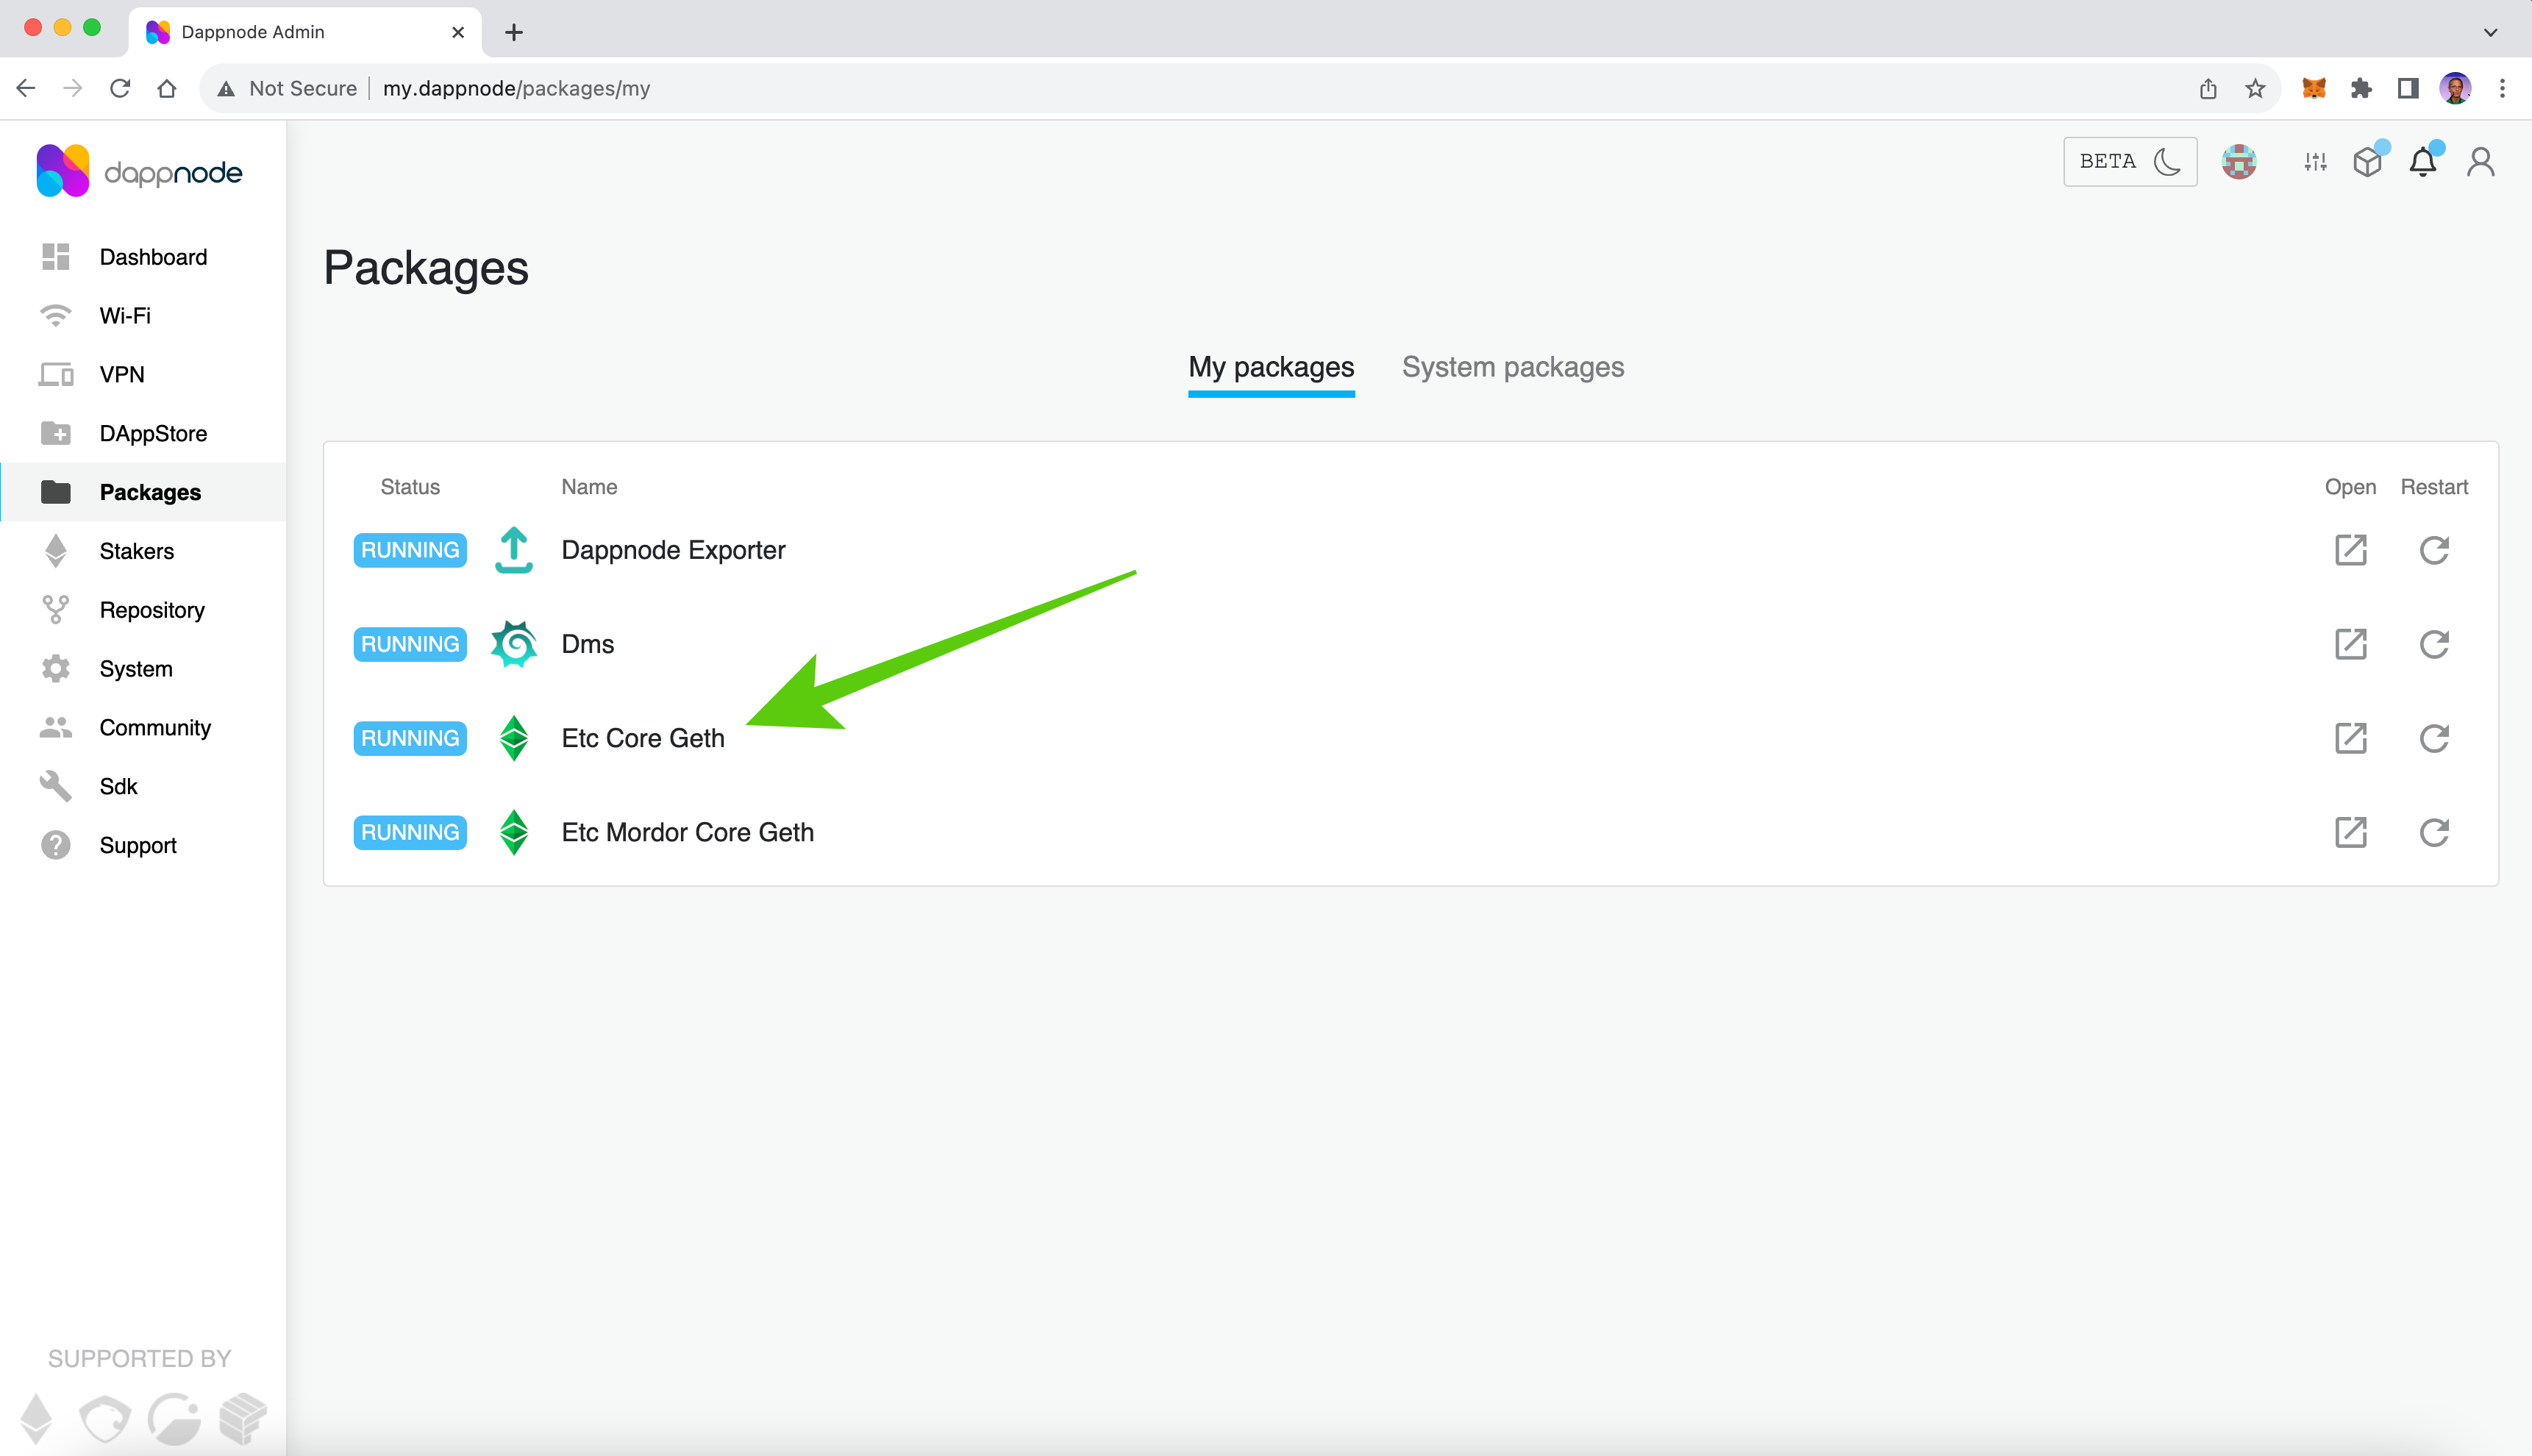 Dappnode Admin
Not Secure my.dappnode/packages/my
dappnode
BETA
Dashboard
Wi-Fi
VPN
DAppStore
Packages
Stakers
Repository
System
Community
Sdk
Support
SUPPORTED BY
Packages
My packages System packages
Status Name Open Restart
RUNNING Dappnode Exporter
RUNNING Dms
RUNNING Etc Core Geth
RUNNING Etc Mordor Core Geth